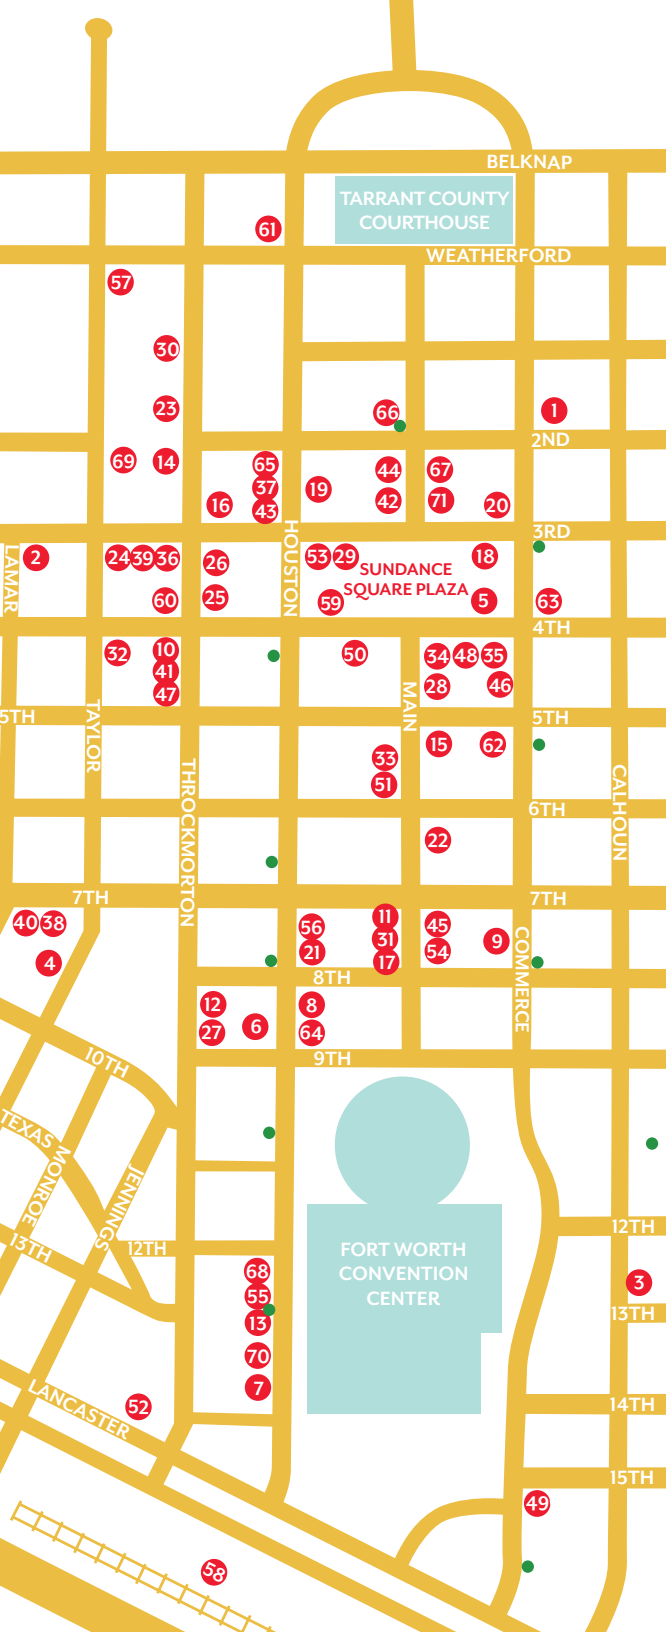 BELKNAP
TARRANT COUNTY
COURTHOUSE
61
WEATHERFORD
57
30
23
66
1
2ND
69
14
65
37
43
16
19
44
42
67
71
20
3RD
HOUSTON
LAMAR
2
24
39
36
26
53
29
18
SUNDANCE
SQUARE PLAZA
60
25
59
5
63
4TH
32
10
41
47
50
34
48
35
28
46
MAIN
5TH
5TH
TAYLOR
15
62
33
51
THROCKMORTON
CALHOUN
6TH
22
7TH
7TH
40
38
4
56
21
11
31
17
45
54
9
COMMERCE
8TH
12
27
6
8
64
9TH
10TH
TEXAS
MONROE
JENNINGS
13TH
12TH
12TH
FORT WORTH
CONVENTION
CENTER
68
55
13
70
7
3
13TH
LANCASTER
52
14TH
15TH
49
58